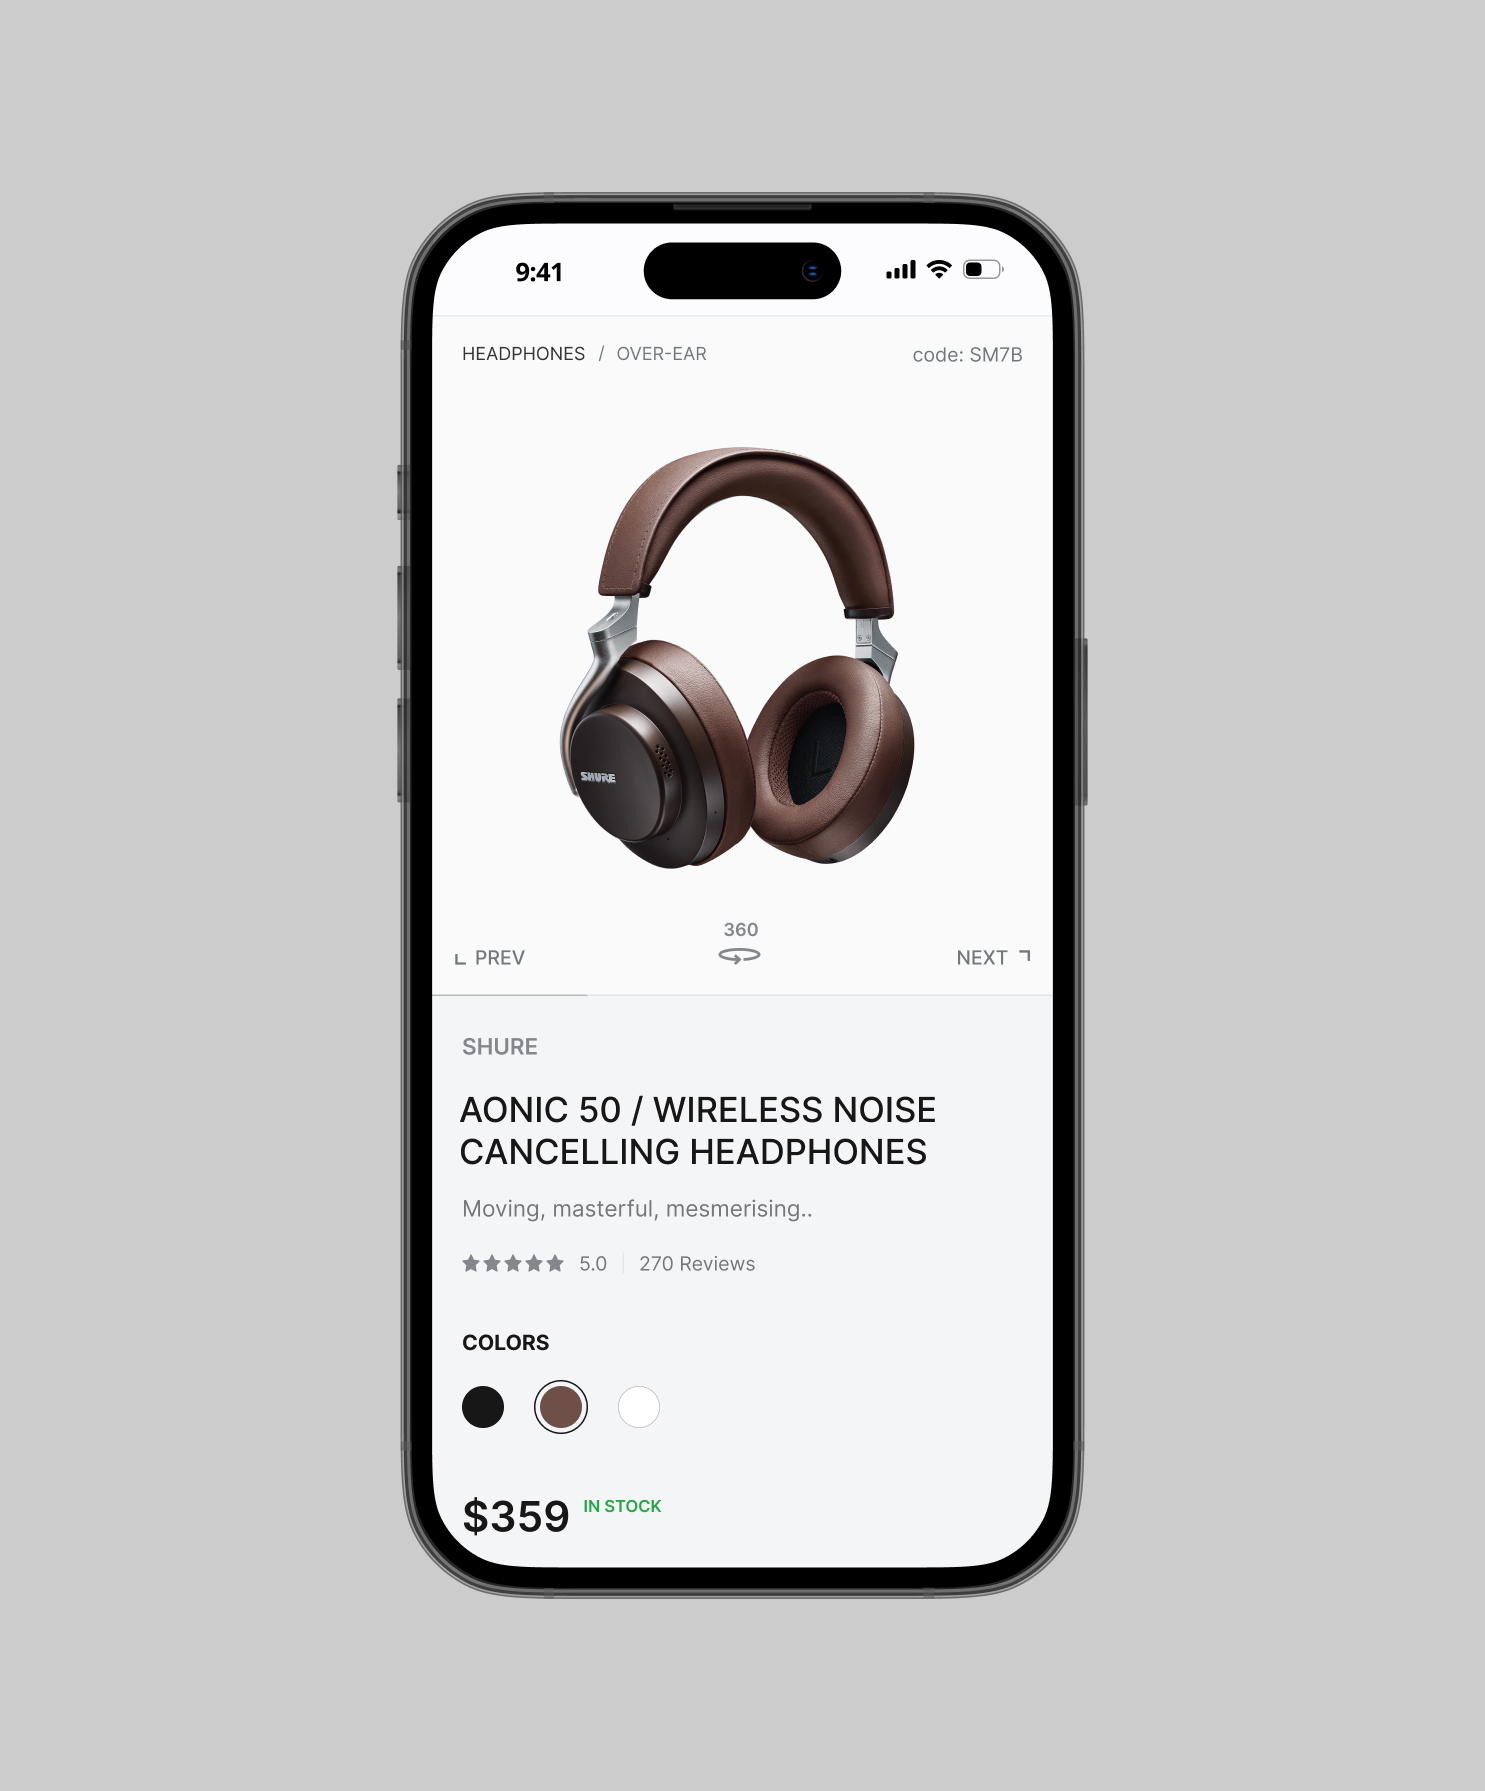 9:41
HEADPHONES / OVER-EAR
code: SM7B
SHURE
L
360
PREV
NEXT
SHURE
AONIC 50 / WIRELESS NOISE
CANCELLING HEADPHONES
Moving, masterful, mesmerising..
5.0 | 270 Reviews
COLORS
$359 IN STOCK